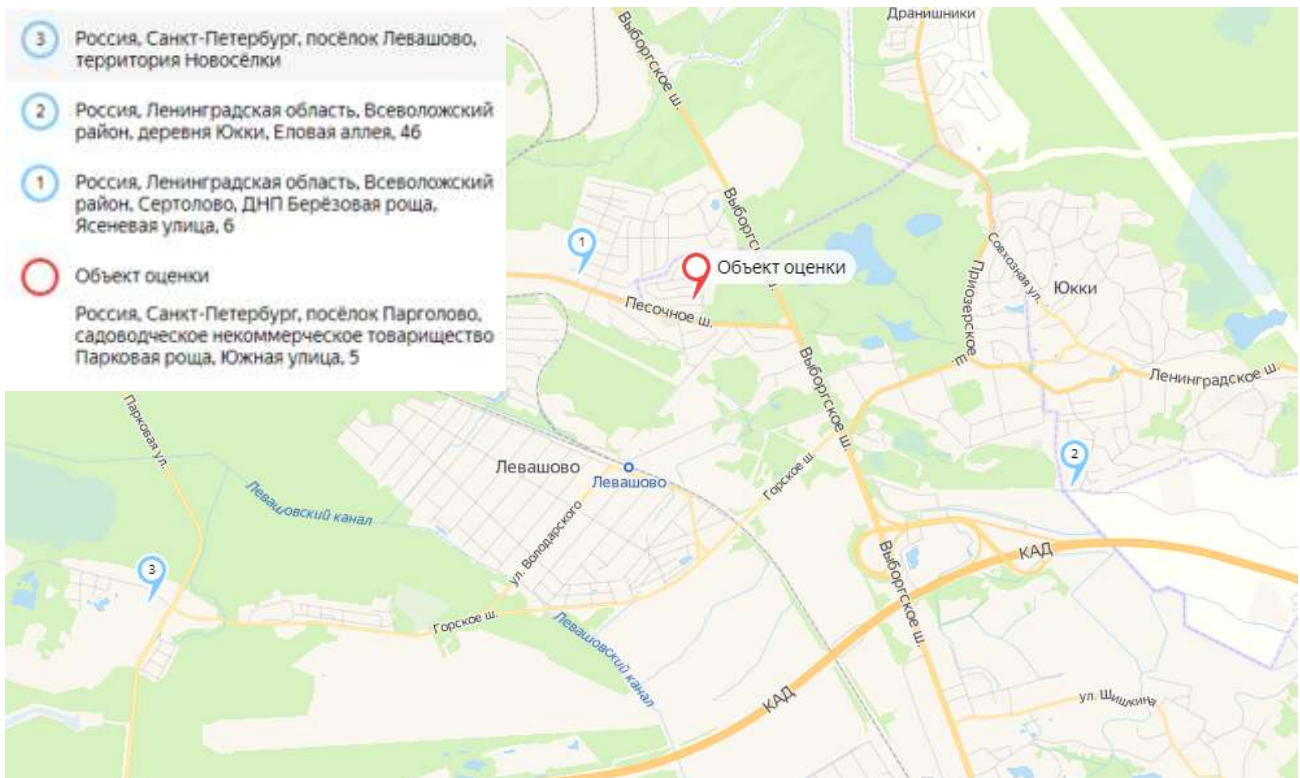 3
Россия, Санкт-Петербург, посёлок Левашово,
территория Новосёлки
2
Россия, Ленинградская область, Всеволожский
район, деревня Юкки, Еловая аллея, 46
1
Россия, Ленинградская область, Всеволожский
район, Сертолово, ДНП Берёзовая роща,
Ясеневая улица, 6
Объект оценки
Россия, Санкт-Петербург, посёлок Парголово,
садоводческое некоммерческое товарищество
Парковая роща, Южная улица, 5
Дранишники
Выборгское ш.
Выборгское ш.
1
Объект оценки
Песочное ш.
Совхозная ул.
Приозерское ш.
Юкки
Ленинградское ш.
Выборгское ш.
Парковая ул.
Левашово
Левашово
Горское ш.
2
Левашовский канал
ул. Володарского
КАД
Выборгское ш.
3
Горское ш.
Левашовский канал
КАД
ул. Шишкина